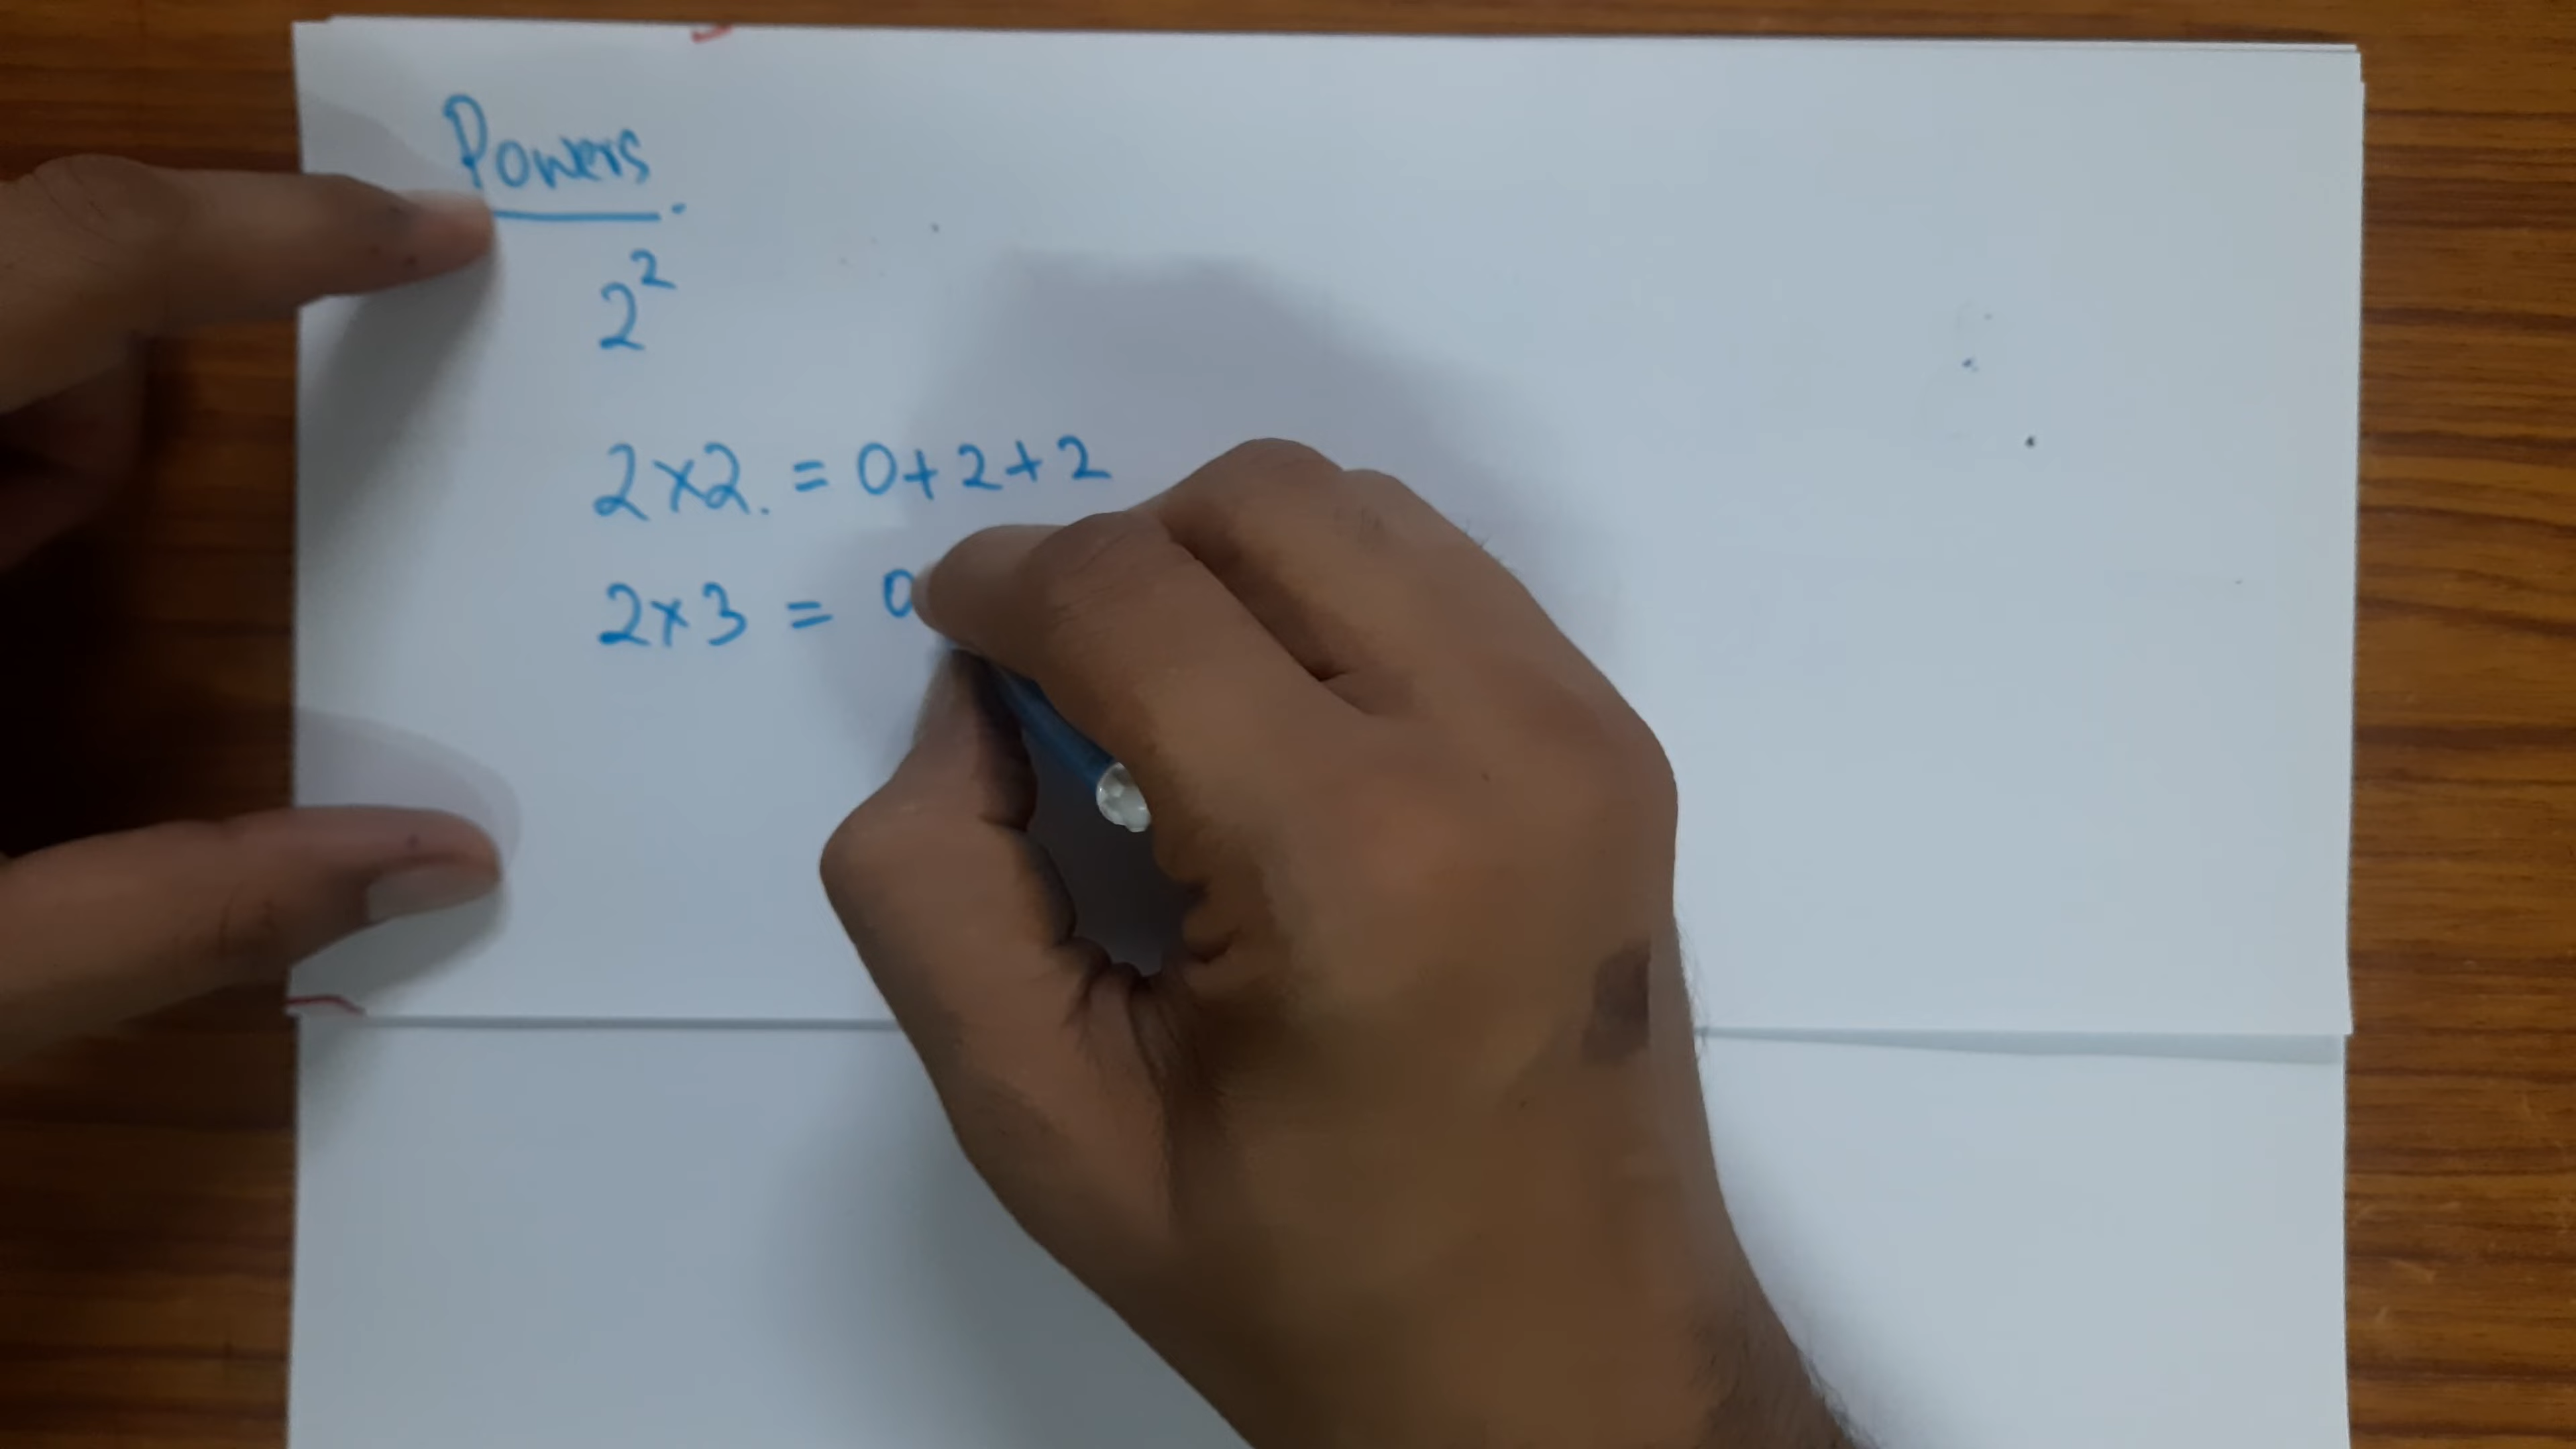 Powers
2²
2×2. = 0+2+2
2×3 = 0